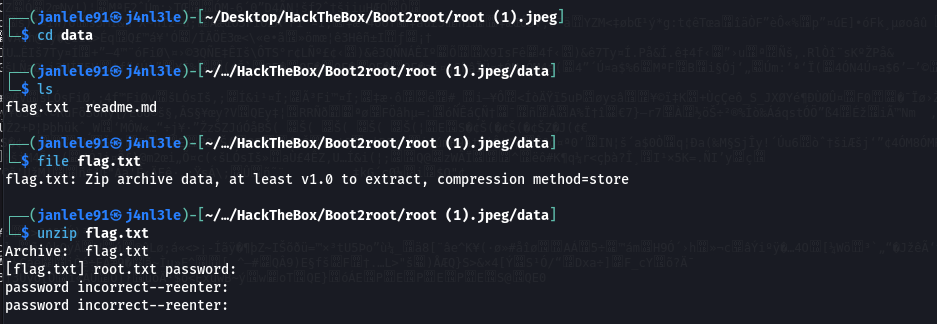 (janlele91㉿j4nl3le)-[~/Desktop/HackTheBox/Boot2root/root (1).jpeg]
$ cd data
(janlele91㉿j4nl3le)-[~/…/HackTheBox/Boot2root/root (1).jpeg/data]
$ ls
flag.txt  readme.md
(janlele91㉿j4nl3le)-[~/…/HackTheBox/Boot2root/root (1).jpeg/data]
$ file flag.txt
flag.txt: Zip archive data, at least v1.0 to extract, compression method=store
(janlele91㉿j4nl3le)-[~/…/HackTheBox/Boot2root/root (1).jpeg/data]
$ unzip flag.txt
Archive:  flag.txt
[flag.txt] root.txt password:
password incorrect--reenter:
password incorrect--reenter: